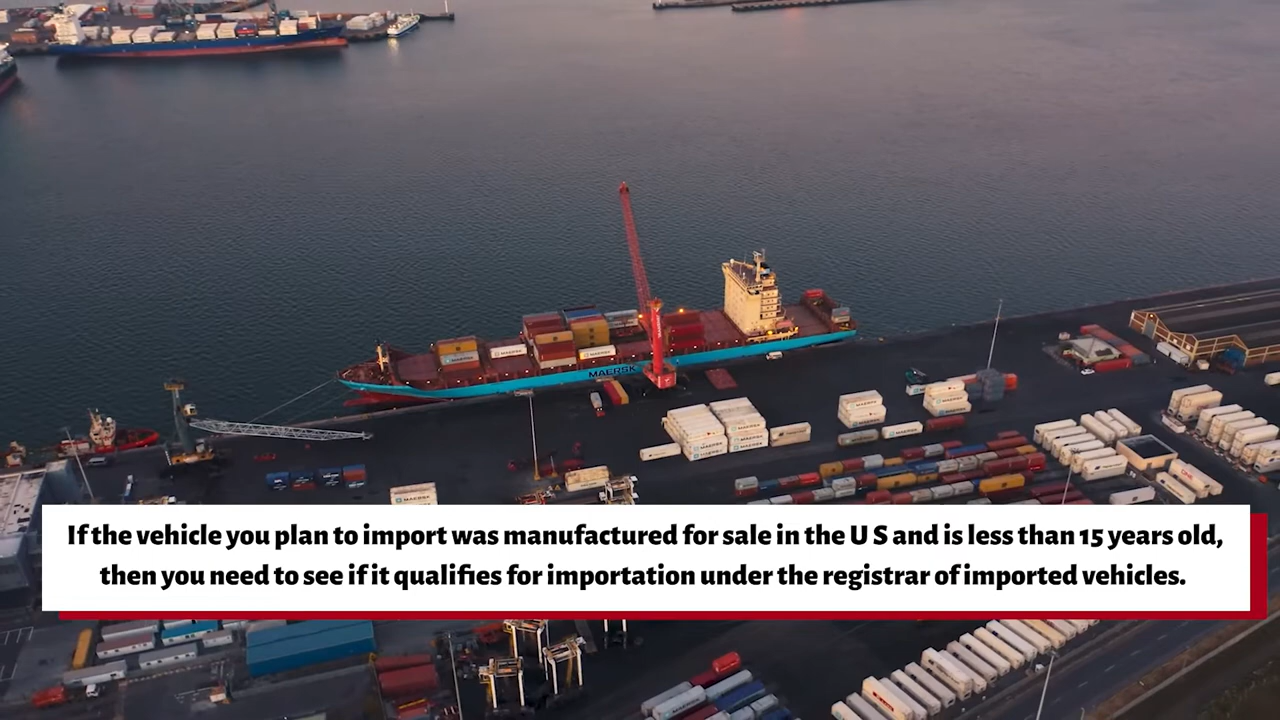 MAERSK
If the vehicle you plan to import was manufactured for sale in the U S and is less than 15 years old,
then you need to see if it qualifies for importation under the registrar of imported vehicles.